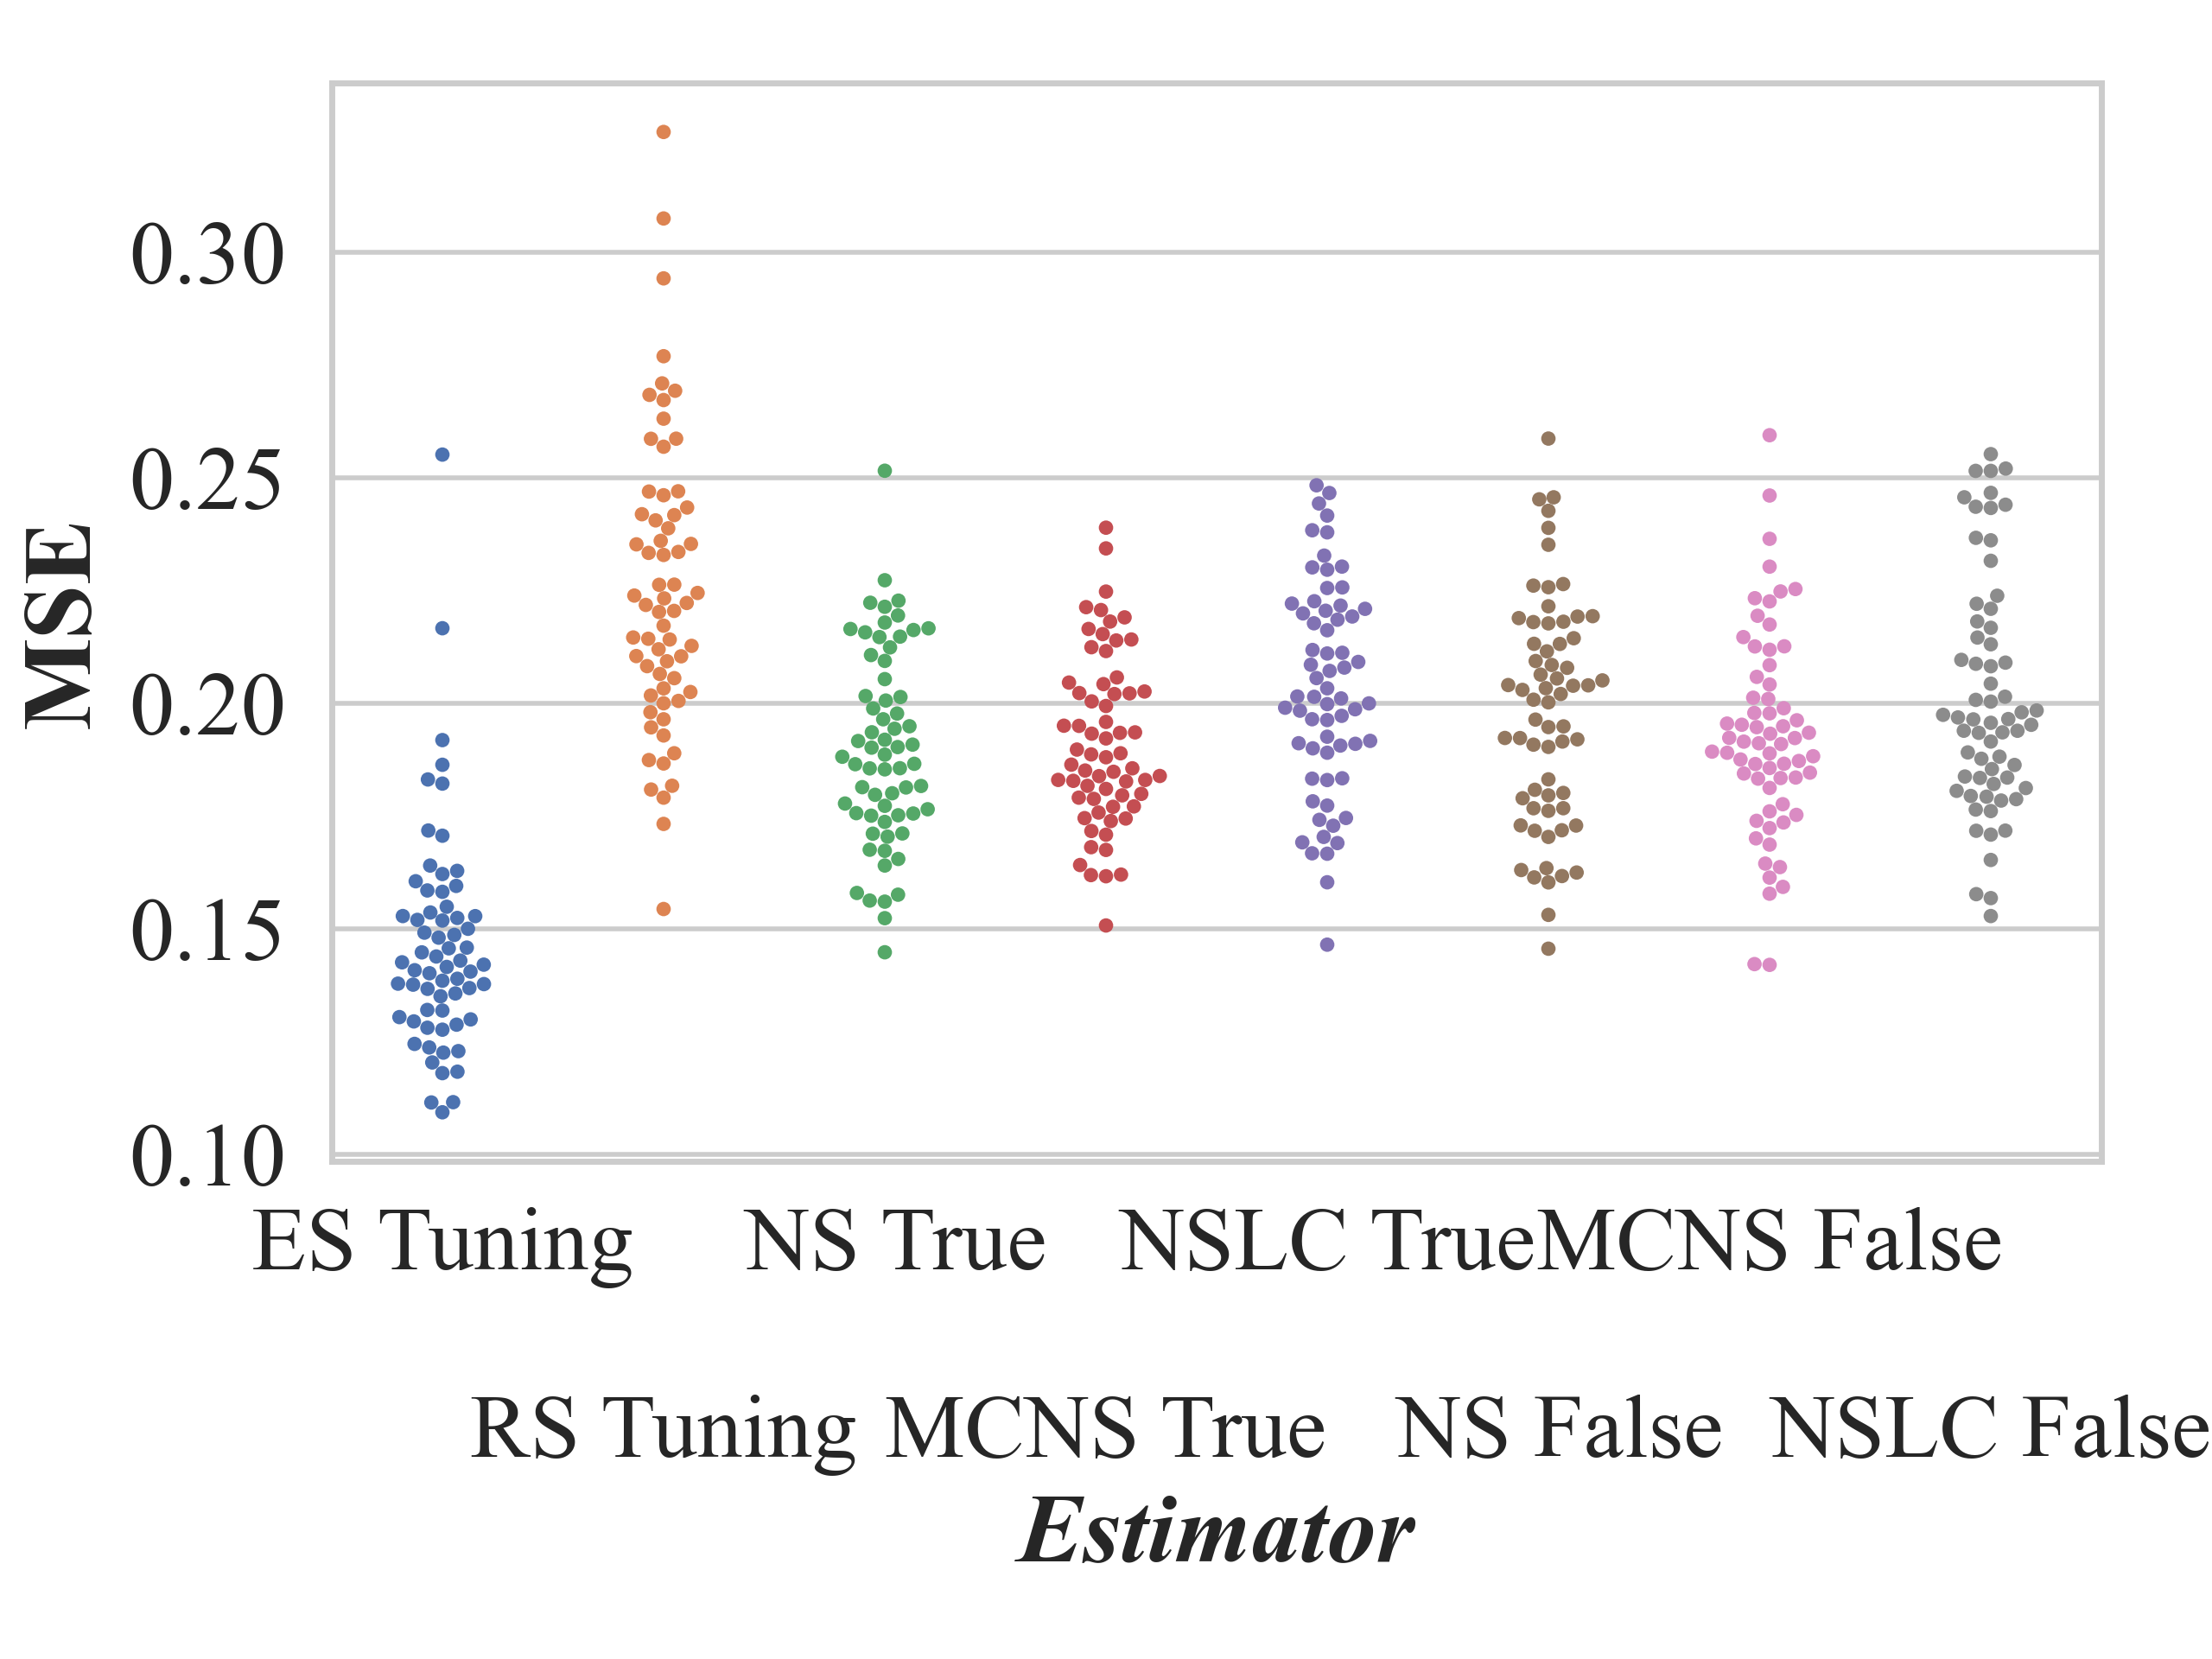 0.30
0.25
0.20
0.15
0.10
MSE
ES Tuning NS True NSLC True MCNS False
RS Tuning MCNS True NS False NSLC False
Estimator